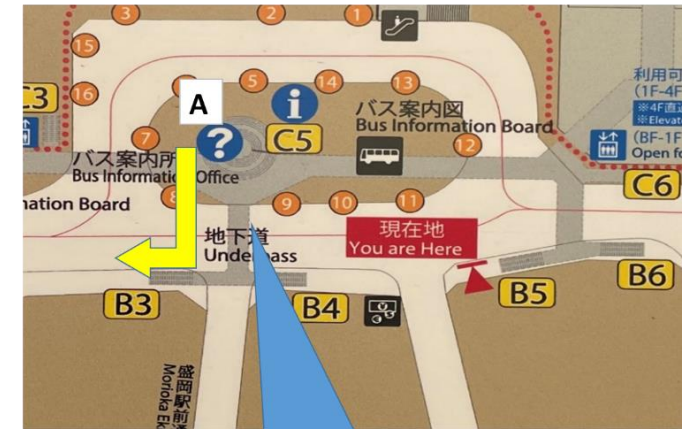 3
2
1
15
16
C3
5
14
13
A
i
?
C5
バス案内図
Bus Information Board
12
利用可
(1F-4F
※4F直
※Elevat
(BF-1F
Open fo
C6
7
バス案内所
Bus Information Office
8
9
10
11
mation Board
地下道
Underpass
現在地
You are Here
B3
B4
B5
B6
盛岡駅前通
Morioka Ek